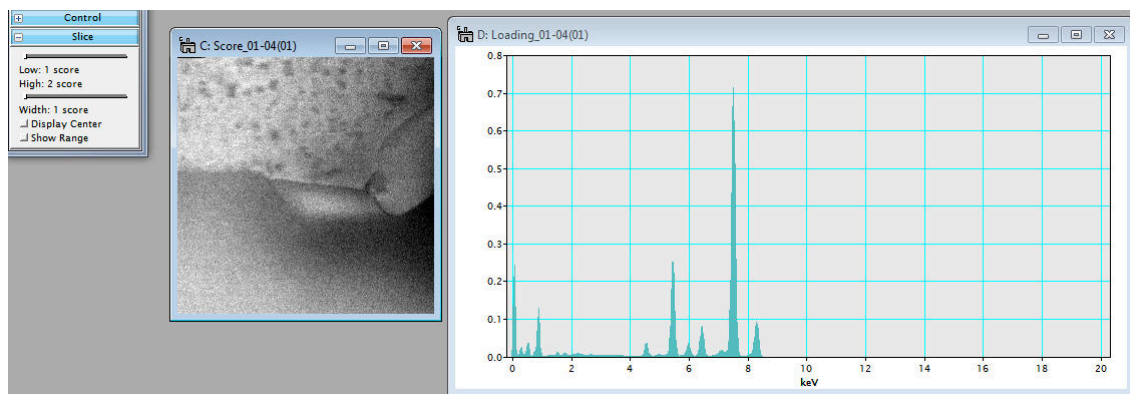 Control
Slice
Low: 1 score
High: 2 score
Width: 1 score
Display Center
Show Range
C: Score_01-04(01)
D: Loading_01-04(01)
0.8
0.7
0.6
0.5
0.4
0.3
0.2
0.1
0.0
0 2 4 6 8 10 12 14 16 18 20
keV